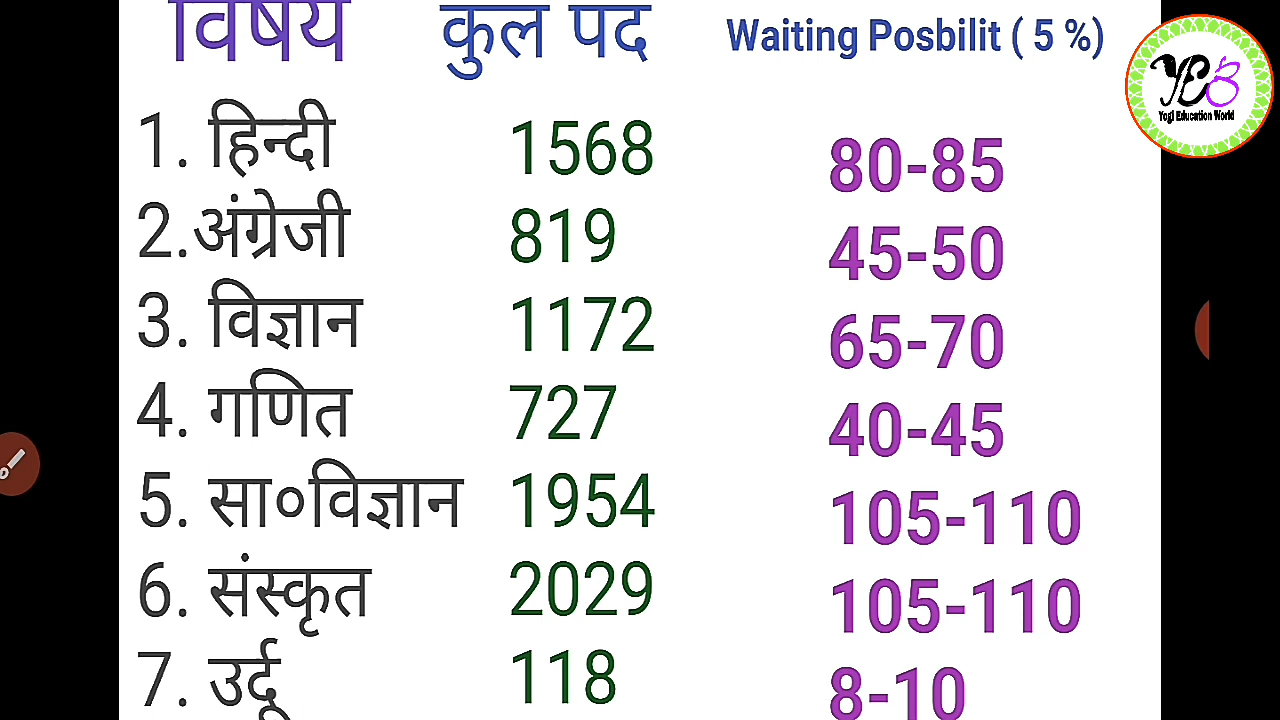 विषय कुल पद Waiting Posbilit ( 5 %)
YEB
Yogi Education World
1. हिन्दी 1568 80-85
2.अंग्रेजी 819 45-50
3. विज्ञान 1172 65-70
4. गणित 727 40-45
5. सा०विज्ञान 1954 105-110
6. संस्कृत 2029 105-110
7. उर्दू 118 8-10